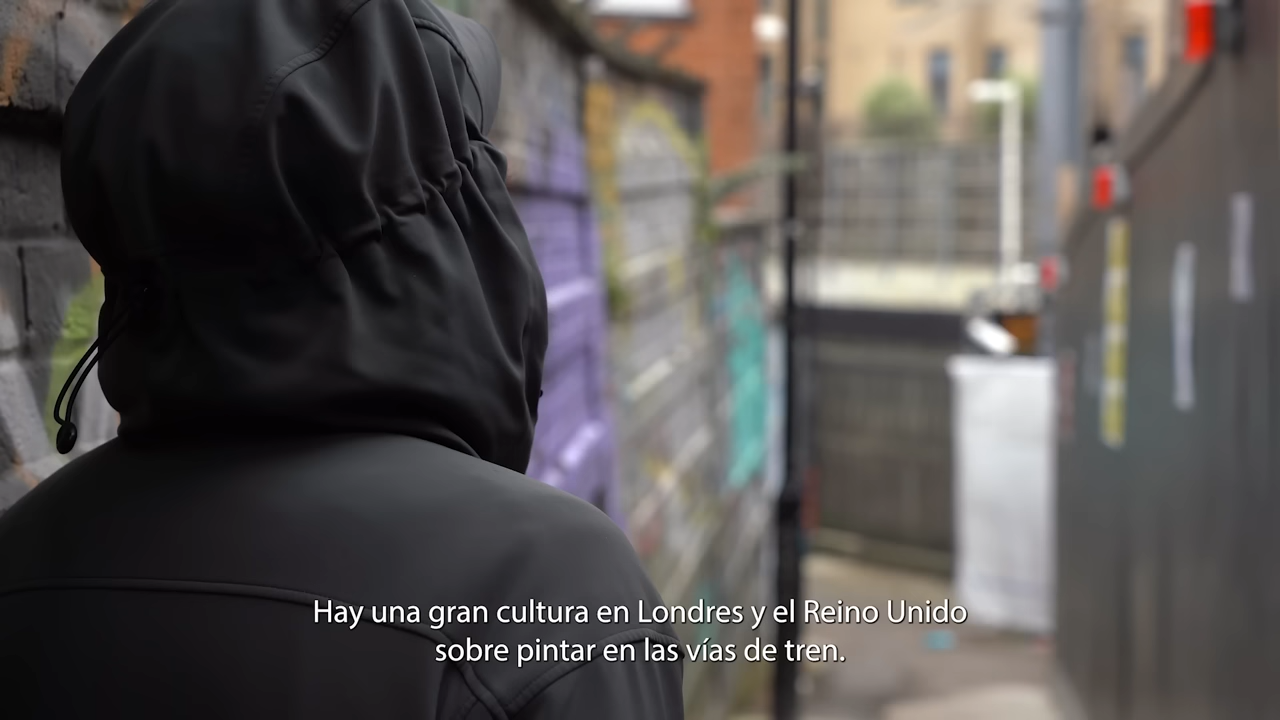 Hay una gran cultura en Londres y el Reino Unido
sobre pintar en las vías de tren.